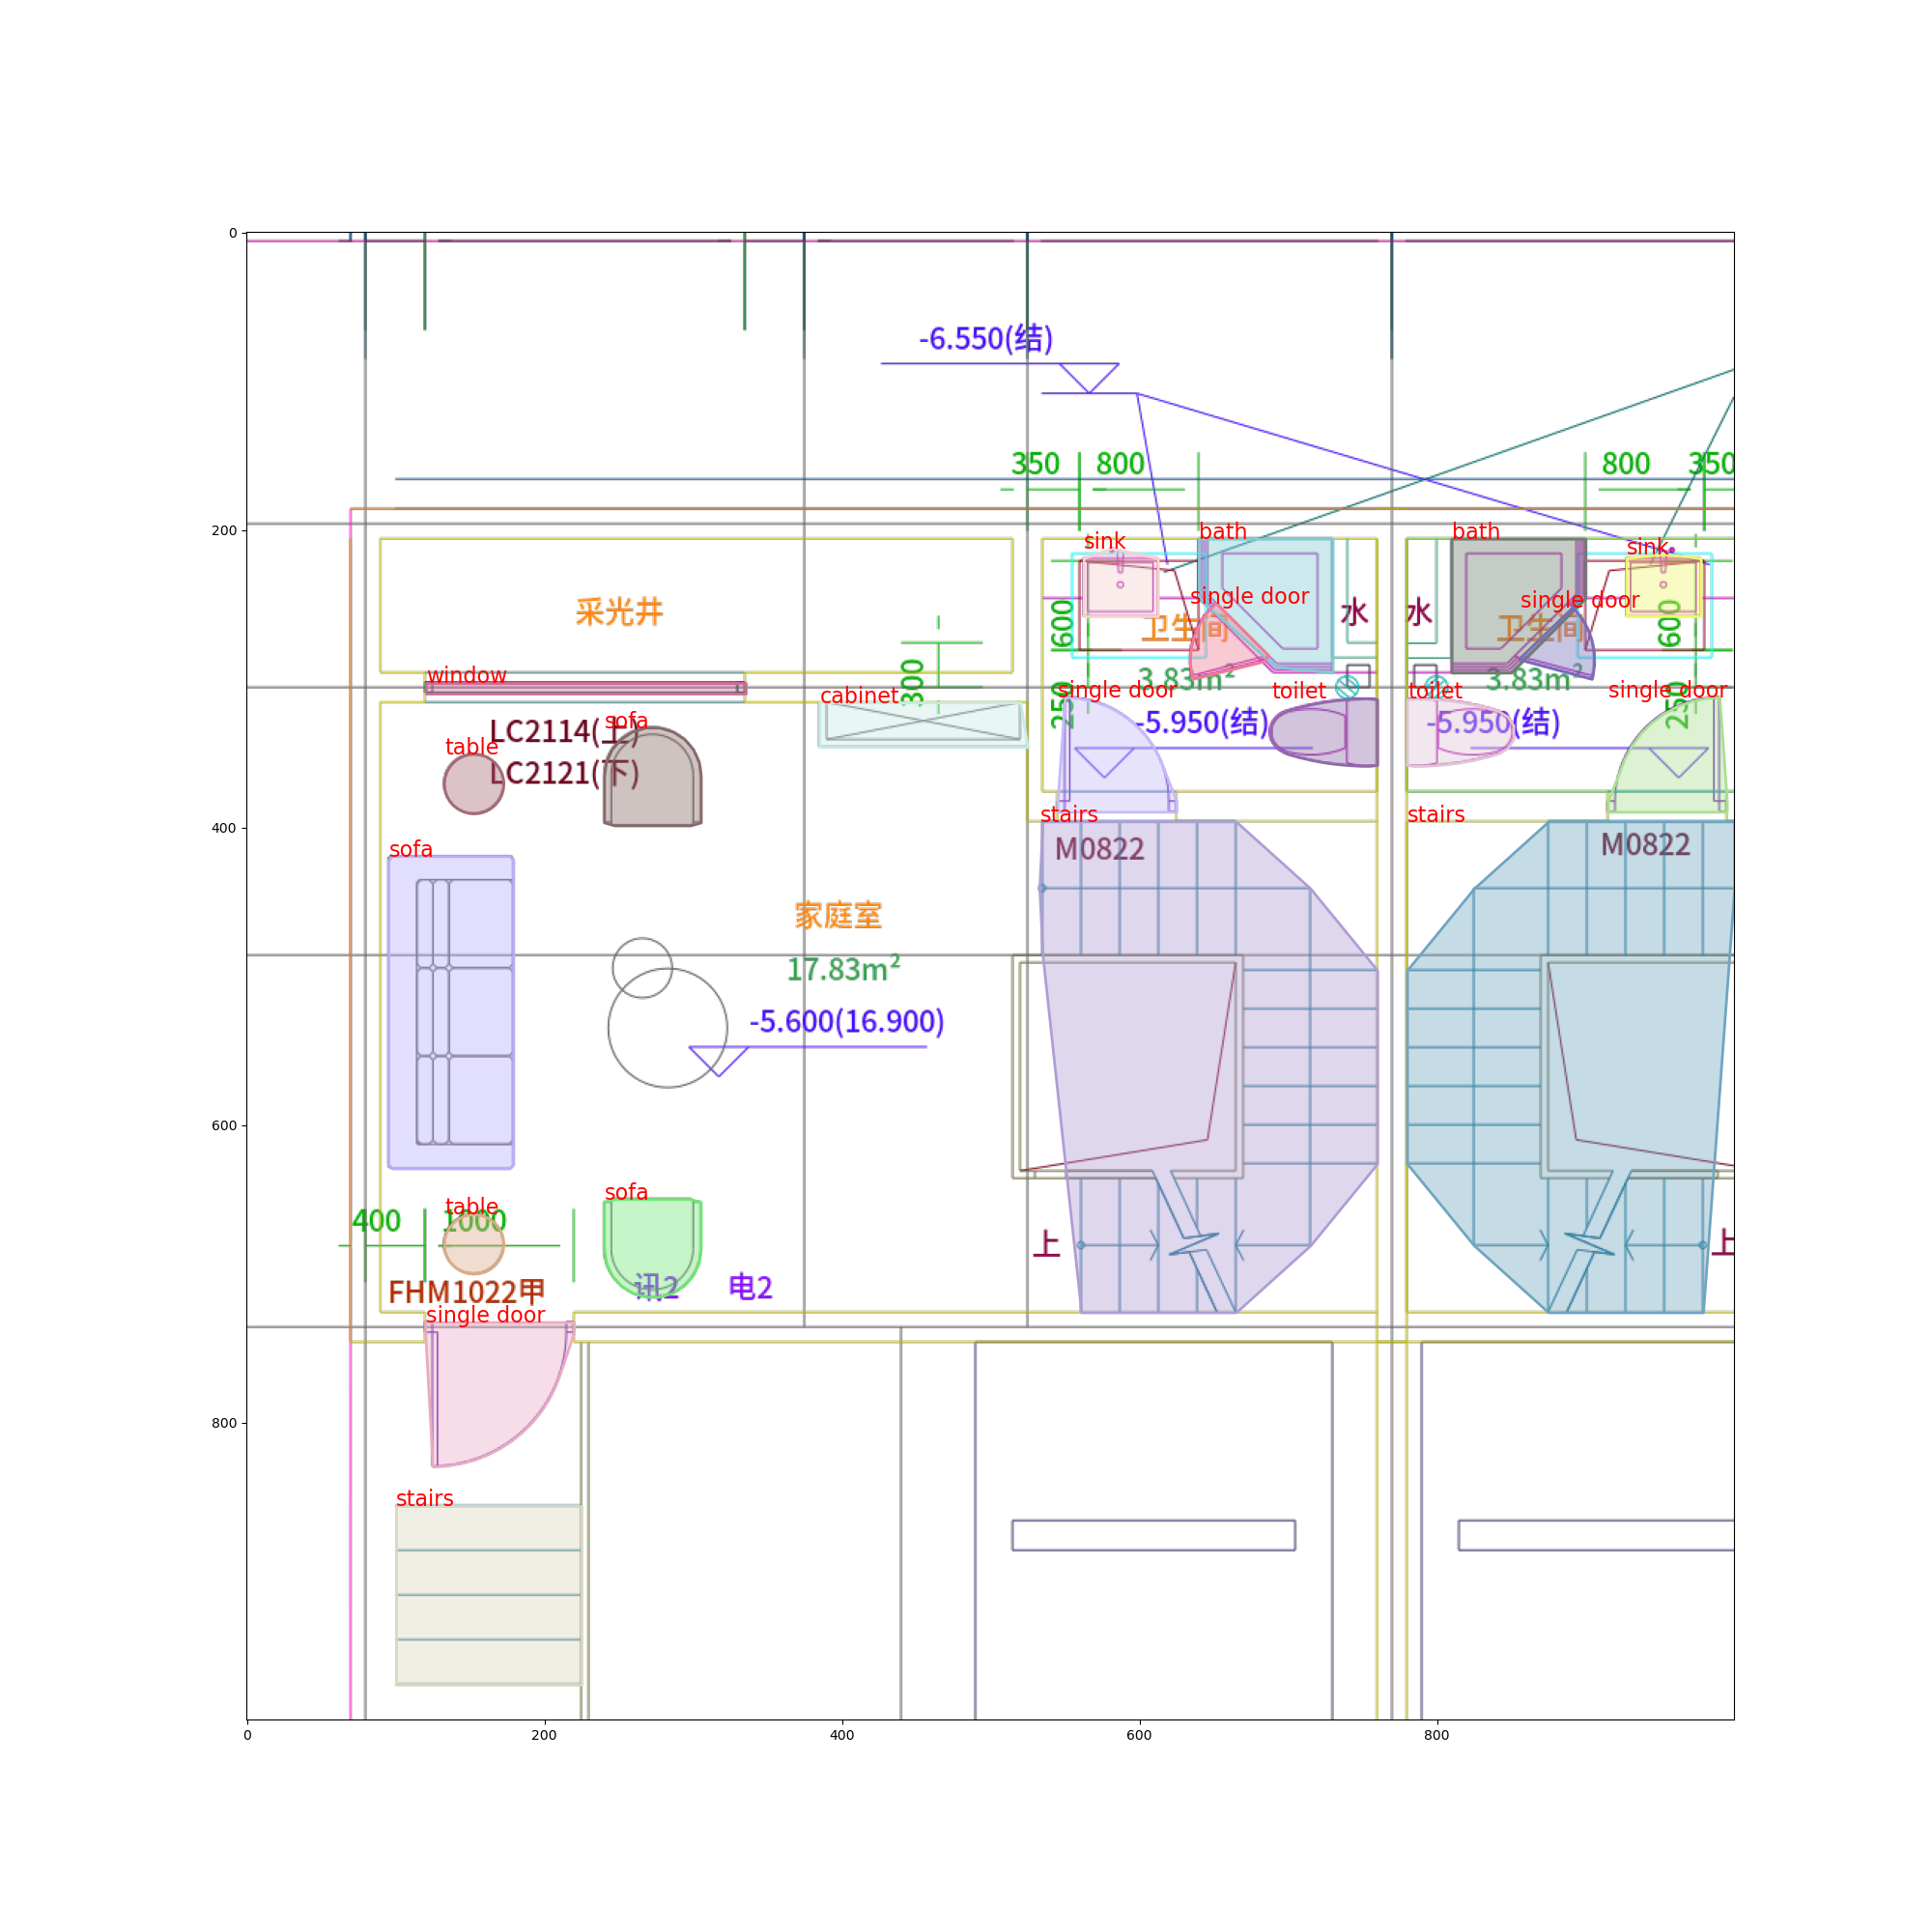 0
-6.550(结)
350
800
800
350
200
sink
bath
bath
sink
single door
single door
采光井
600
卫生间
水
水
卫生间
600
window
300
250
3.83m²
3.83m²
250
cabinet
single door
toilet
toilet
single door
LC2114(上)
sofa
-5.950(结)
-5.950(结)
table
LC2121(下)
400
stairs
stairs
M0822
M0822
sofa
家庭室
17.83m²
-5.600(16.900)
600
sofa
table
400
1000
上
上
FHM1022甲
讯2
电2
single door
800
stairs
0
200
400
600
800